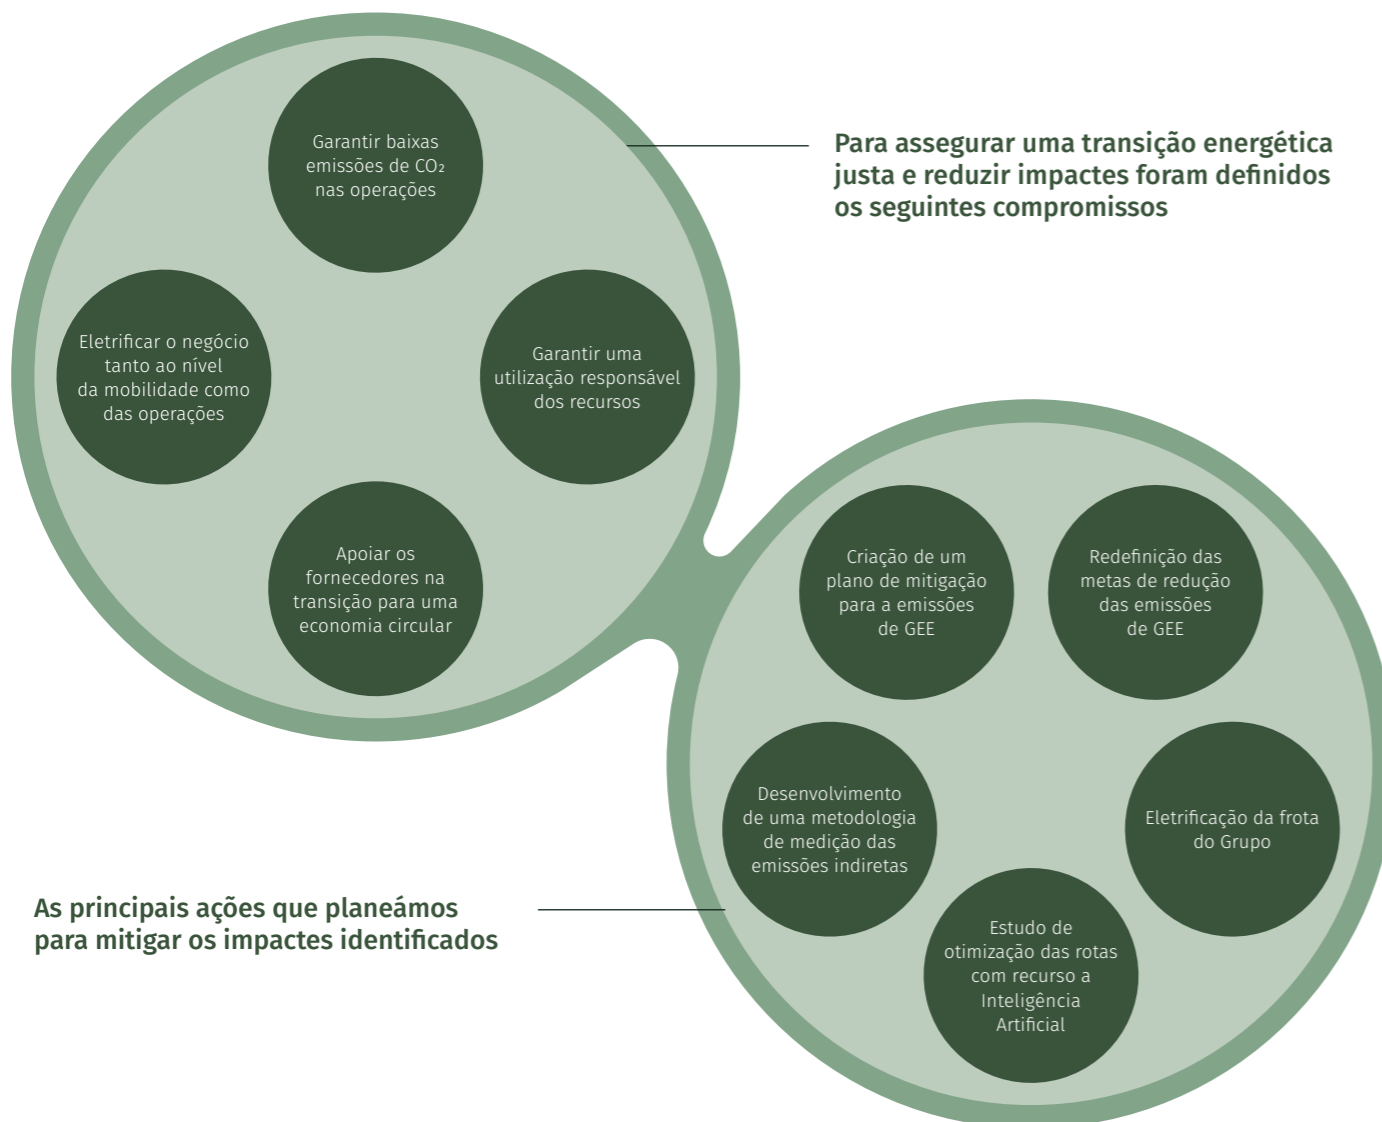 Para assegurar uma transição energética
justa e reduzir impactes foram definidos
os seguintes compromissos
Garantir baixas
emissões de CO₂
nas operações
Eletrificar o negócio
tanto ao nível
da mobilidade como
das operações
Garantir uma
utilização responsável
dos recursos
Apoiar os
fornecedores na
transição para uma
economia circular
As principais ações que planeámos
para mitigar os impactes identificados
Criação de um
plano de mitigação
para a emissões
de GEE
Redefinição das
metas de redução
das emissões
de GEE
Desenvolvimento
de uma metodologia
de medição das
emissões indiretas
Eletrificação da frota
do Grupo
Estudo de
otimização das rotas
com recurso a
Inteligência
Artificial